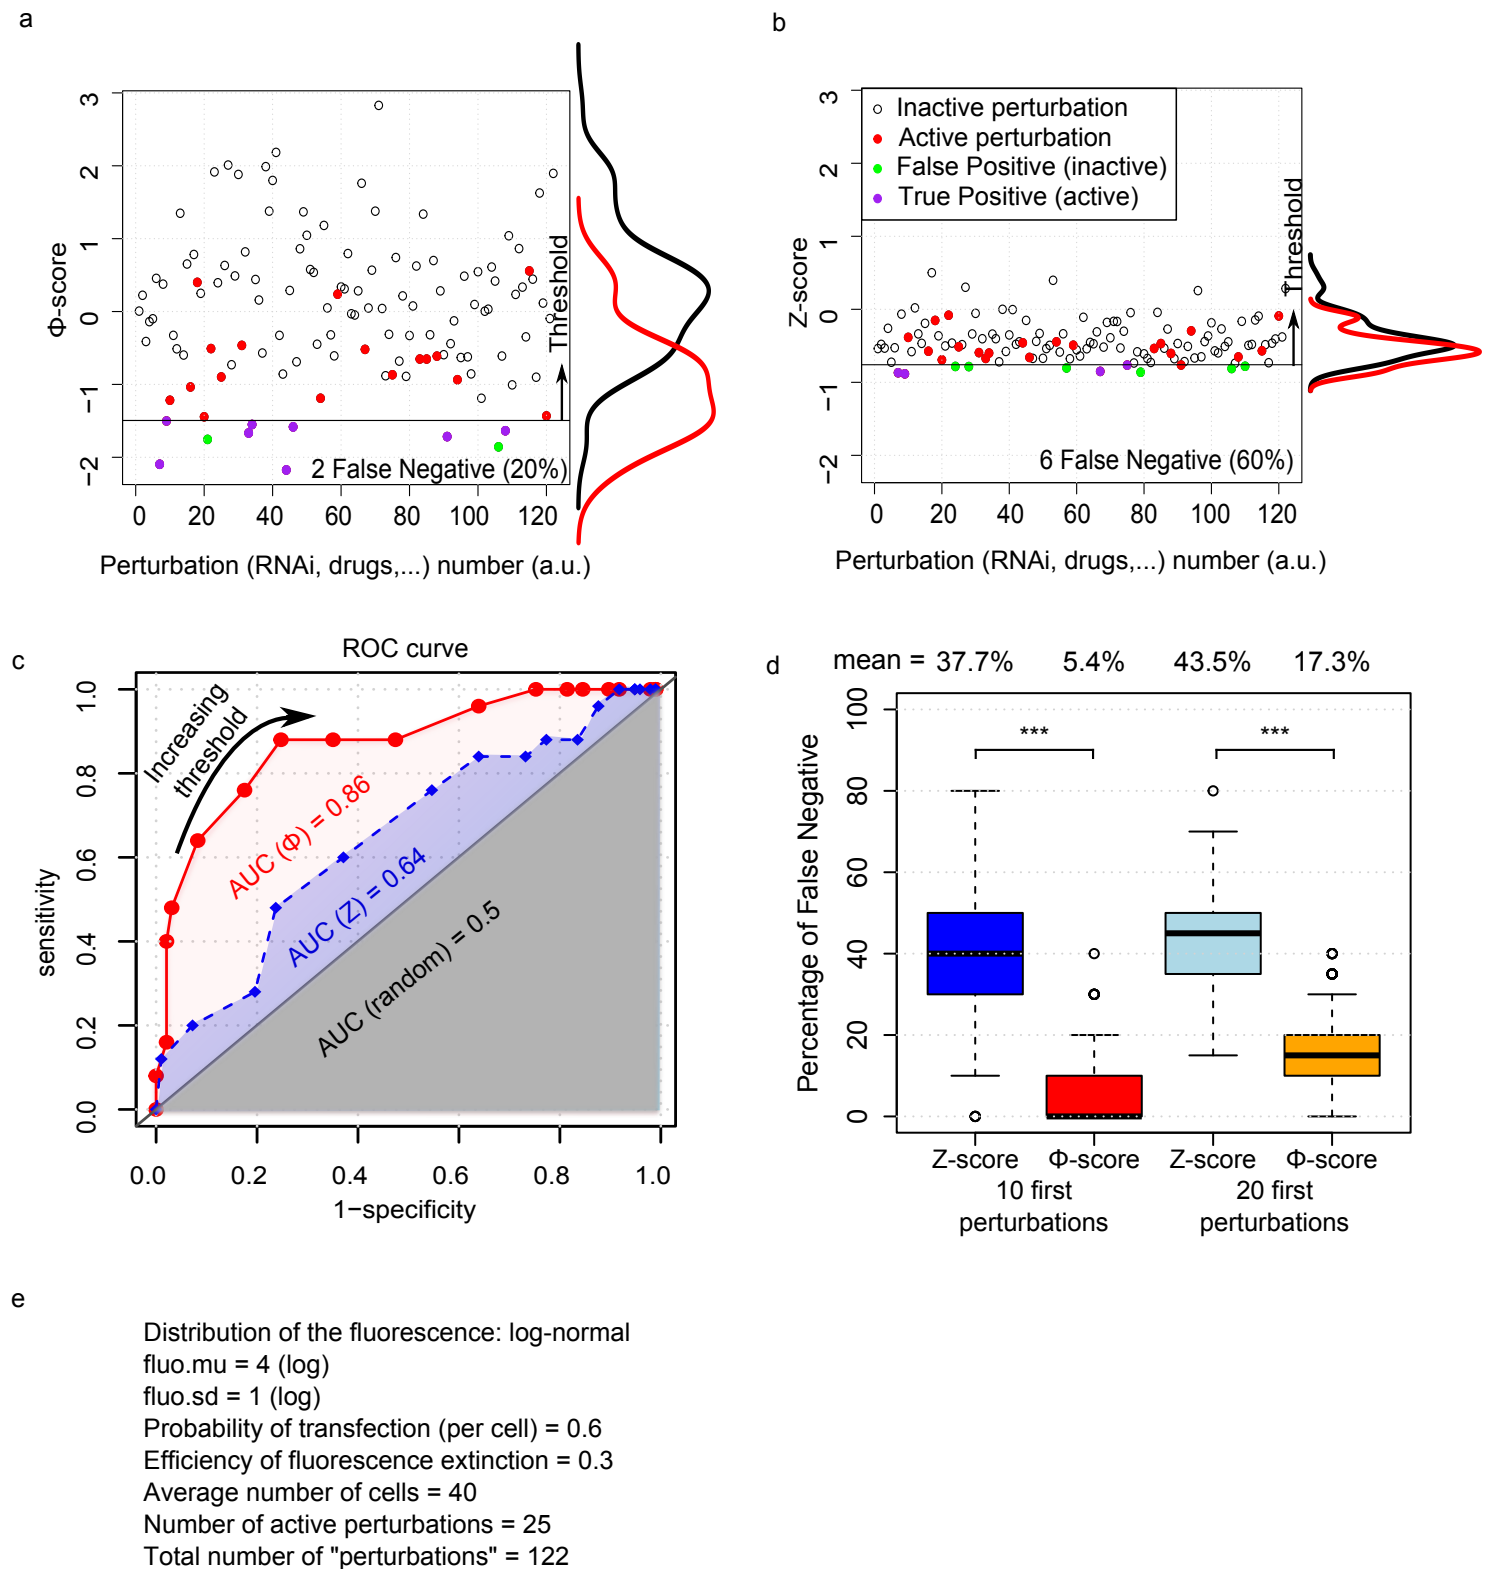 a
Φ-score
3
2
1
0
−1
−2
Threshold
2 False Negative (20%)
0 20 40 60 80 100 120
Perturbation (RNAi, drugs,...) number (a.u.)
b
Z-score
3
2
1
0
−1
−2
Inactive perturbation
Active perturbation
False Positive (inactive)
True Positive (active)
Threshold
6 False Negative (60%)
0 20 40 60 80 100 120
Perturbation (RNAi, drugs,...) number (a.u.)
c
ROC curve
sensitivity
1.0
0.8
0.6
0.4
0.2
0.0
Increasing
threshold
AUC (Φ) = 0.86
AUC (Z) = 0.64
AUC (random) = 0.5
0.0 0.2 0.4 0.6 0.8 1.0
1−specificity
d
mean = 37.7% 5.4% 43.5% 17.3%
Percentage of False Negative
100
80
60
40
20
0
*** ***
Z-score Φ-score Z-score Φ-score
10 first 20 first
perturbations perturbations
e
Distribution of the fluorescence: log-normal
fluo.mu = 4 (log)
fluo.sd = 1 (log)
Probability of transfection (per cell) = 0.6
Efficiency of fluorescence extinction = 0.3
Average number of cells = 40
Number of active perturbations = 25
Total number of "perturbations" = 122